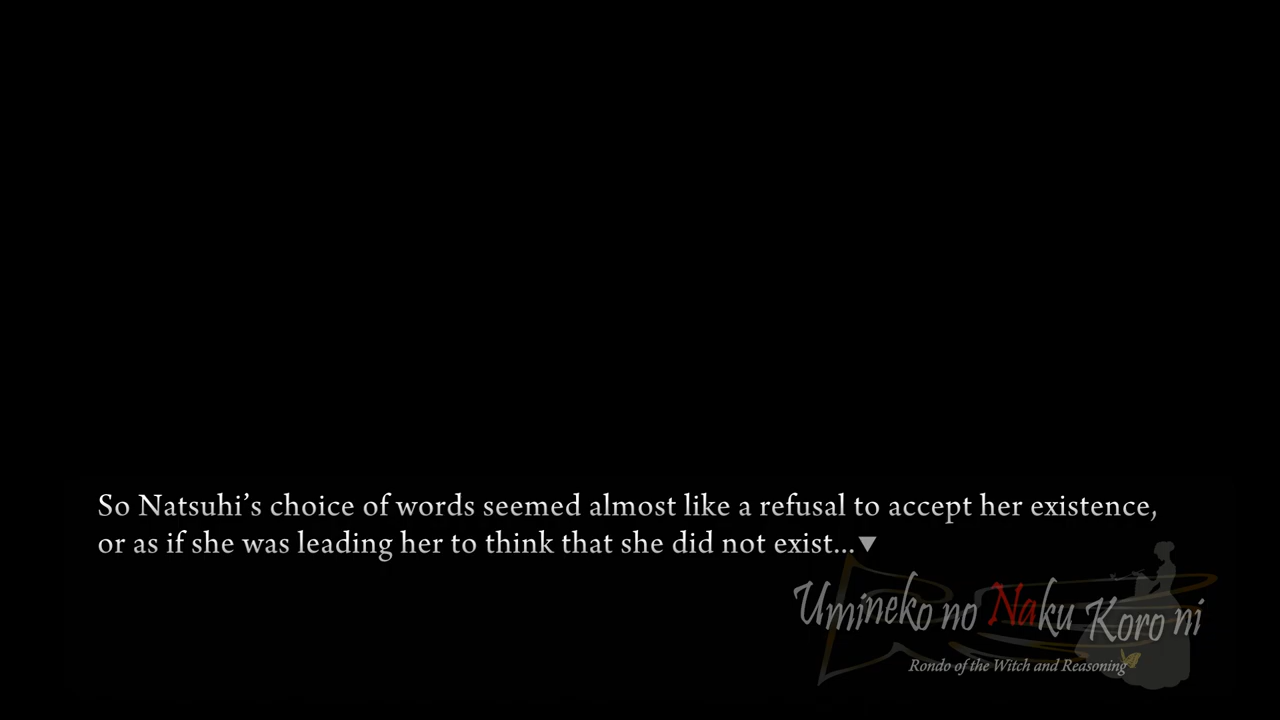 So Natsuhi’s choice of words seemed almost like a refusal to accept her existence,
or as if she was leading her to think that she did not exist...▼
Umineko no Naku Koro ni
Rondo of the Witch and Reasoning